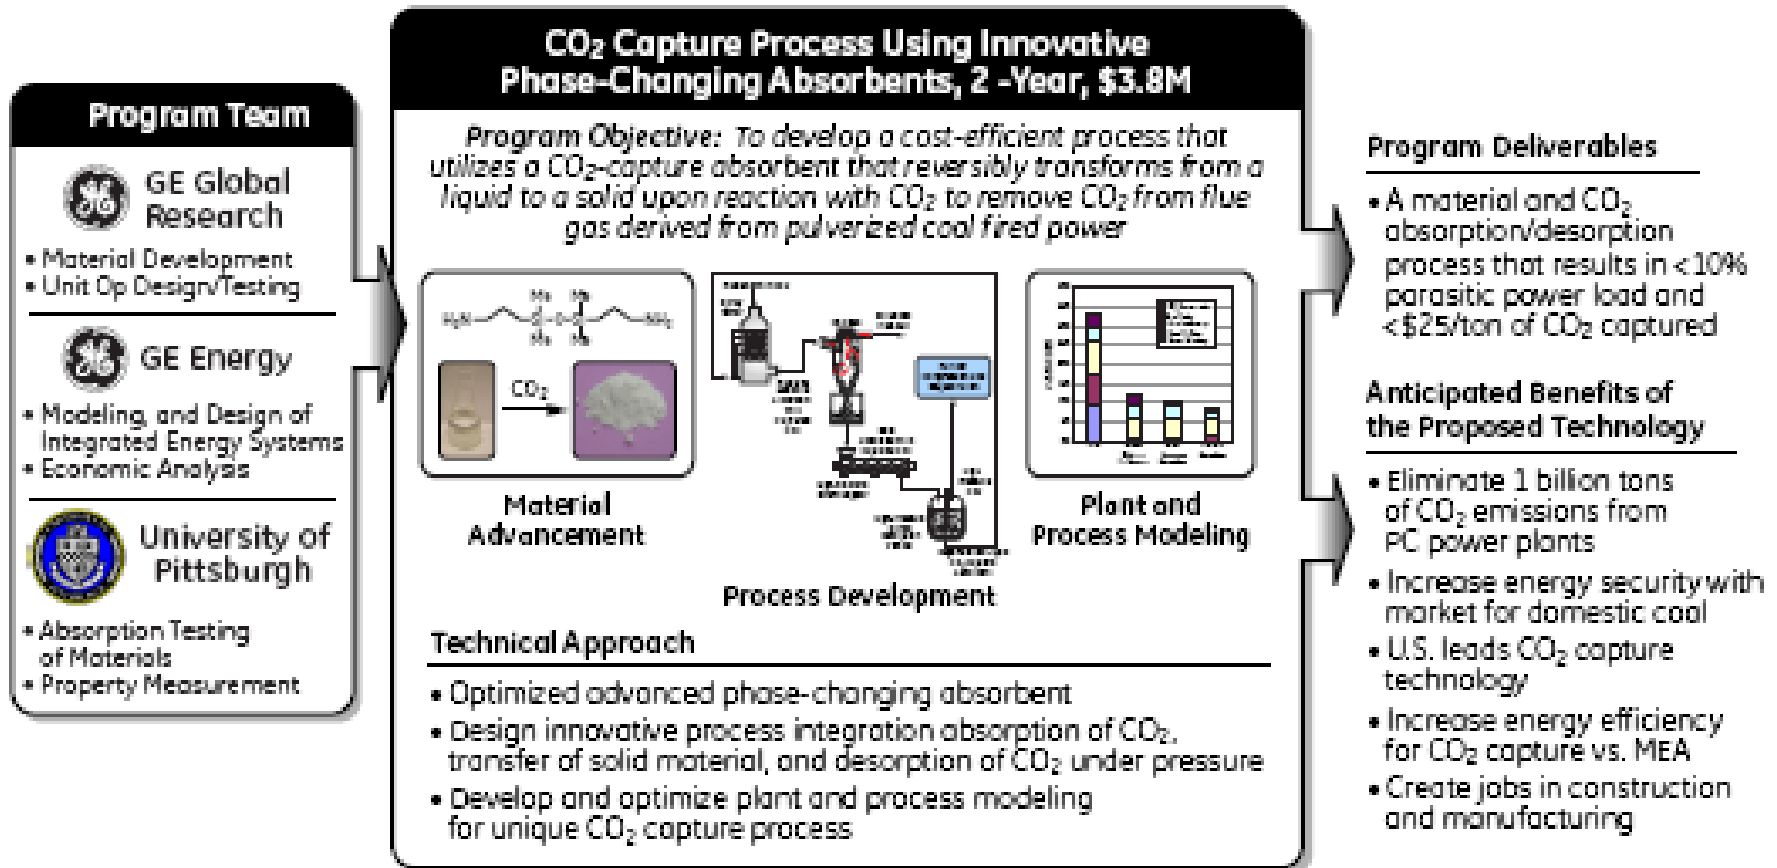 Program Team
GE Global
Research
• Material Development
• Unit Op Design/Testing
GE Energy
• Modeling, and Design of
Integrated Energy Systems
• Economic Analysis
University of
Pittsburgh
• Absorption Testing
of Materials
• Property Measurement
CO₂ Capture Process Using Innovative
Phase-Changing Absorbents, 2 -Year, $3.8M
Program Objective: To develop a cost-efficient process that
utilizes a CO₂-capture absorbent that reversibly transforms from a
liquid to a solid upon reaction with CO₂ to remove CO₂ from flue
gas derived from pulverized coal fired power
H₂N
NH₂
CO₂
Material
Advancement
Process Development
Plant and
Process Modeling
Technical Approach
• Optimized advanced phase-changing absorbent
• Design innovative process integration absorption of CO₂,
transfer of solid material, and desorption of CO₂ under pressure
• Develop and optimize plant and process modeling
for unique CO₂ capture process
Program Deliverables
• A material and CO₂
absorption/desorption
process that results in <10%
parasitic power load and
<$25/ton of CO₂ captured
Anticipated Benefits of
the Proposed Technology
• Eliminate 1 billion tons
of CO₂ emissions from
PC power plants
• Increase energy security with
market for domestic coal
• U.S. leads CO₂ capture
technology
• Increase energy efficiency
for CO₂ capture vs. MEA
• Create jobs in construction
and manufacturing